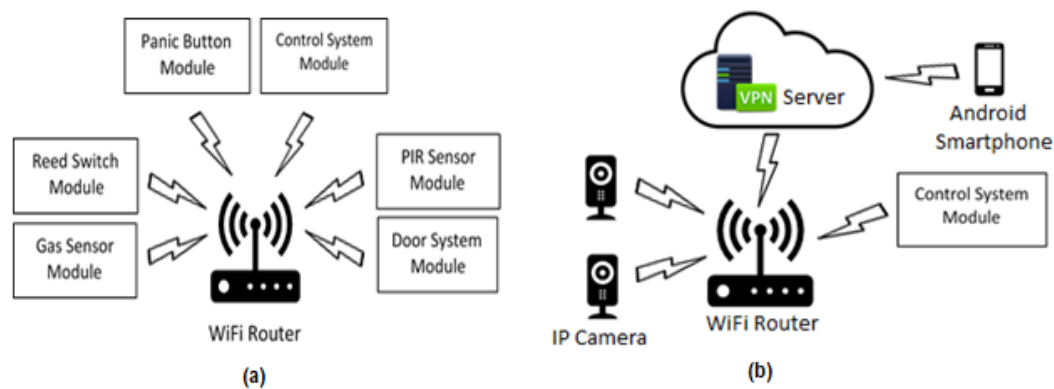 Panic Button
Module
Control System
Module
Reed Switch
Module
PIR Sensor
Module
Gas Sensor
Module
Door System
Module
WiFi Router
(a)
VPN Server
Android
Smartphone
Control System
Module
IP Camera
WiFi Router
(b)